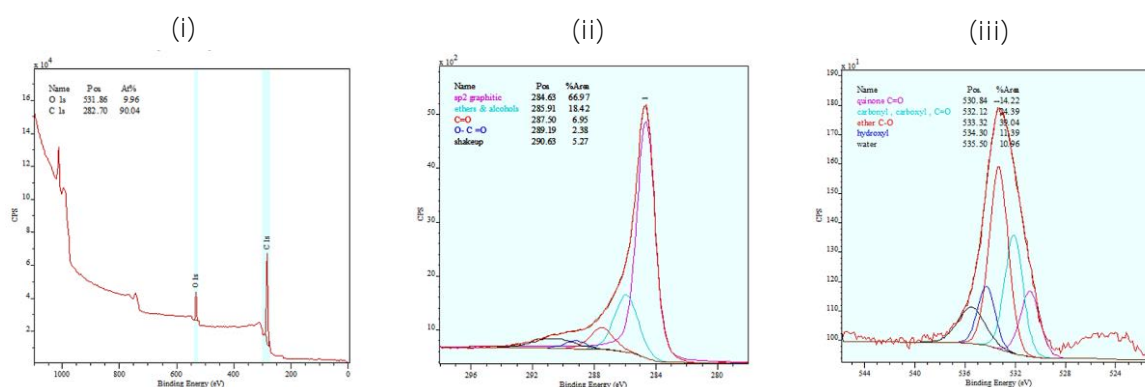 (i)
(ii)
(iii)
x 10^4
Name Pos At%
O 1s 531.86 9.96
C 1s 282.70 90.04
16
14
12
10
8
6
4
2
CPS
O 1s
C 1s
1000 800 600 400 200 0
Binding Energy (eV)
x 10^2
Name Pos %Area
sp2 graphitic 284.63 66.97
ethers & alcohols 285.91 18.42
C=O 287.50 6.95
O- C =O 289.19 2.38
shakeup 290.63 5.27
50
40
30
20
10
CPS
296 292 288 284 280
Binding Energy (eV)
x 10^1
Name Pos %Area
quinone C=O 530.84 14.22
carbonyl , carboxyl , C=O 532.12 24.39
ether C-O 533.32 39.04
hydroxyl 534.30 11.39
water 535.50 10.96
190
180
170
160
150
140
130
120
110
100
CPS
544 540 536 532 528 524
Binding Energy (eV)